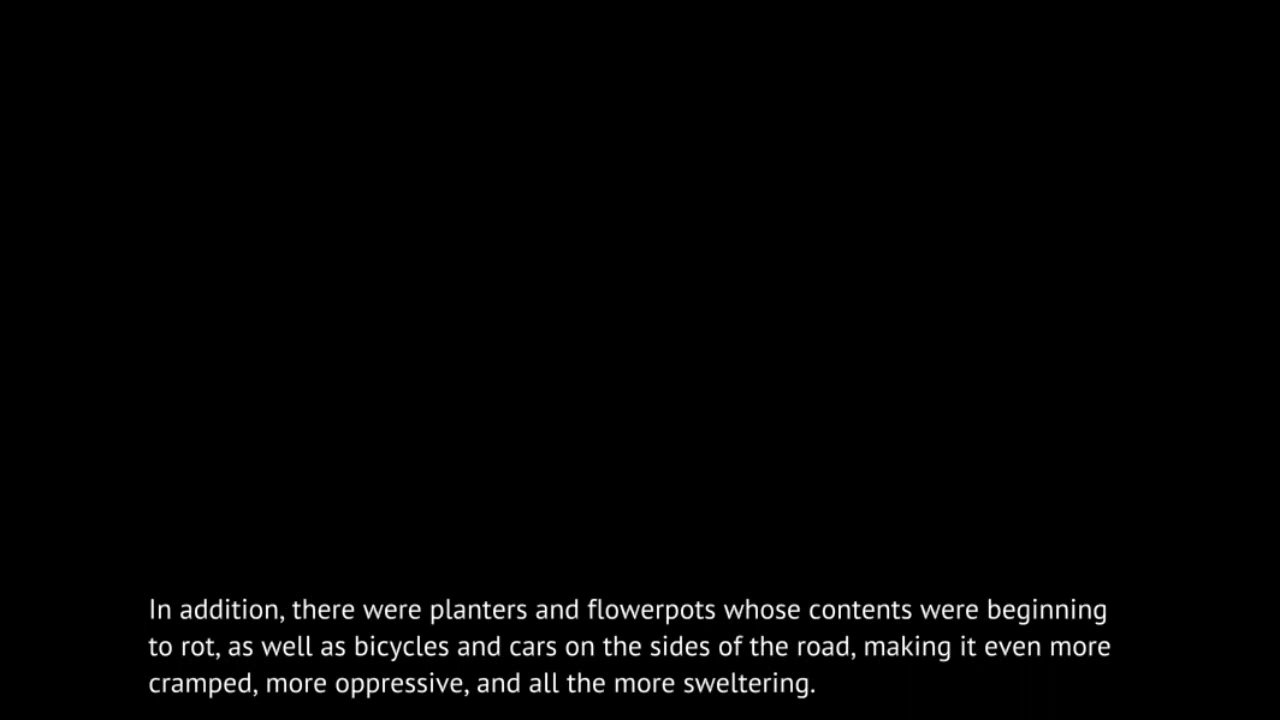 In addition, there were planters and flowerpots whose contents were beginning
to rot, as well as bicycles and cars on the sides of the road, making it even more
cramped, more oppressive, and all the more sweltering.